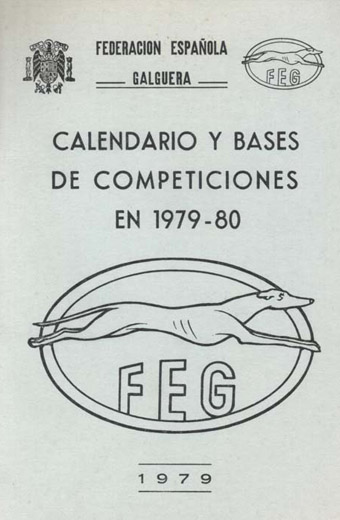 FEDERACION ESPAÑOLA
GALGUERA
FEG
CALENDARIO Y BASES
DE COMPETICIONES
EN 1979-80
FEG
1979